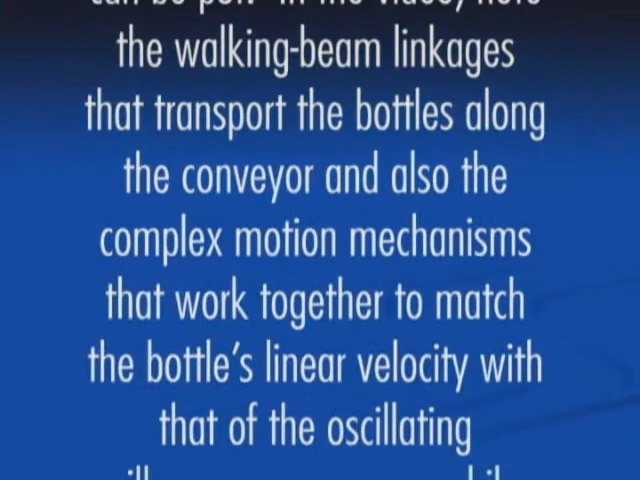 the walking-beam linkages
that transport the bottles along
the conveyor and also the
complex motion mechanisms
that work together to match
the bottle's linear velocity with
that of the oscillating